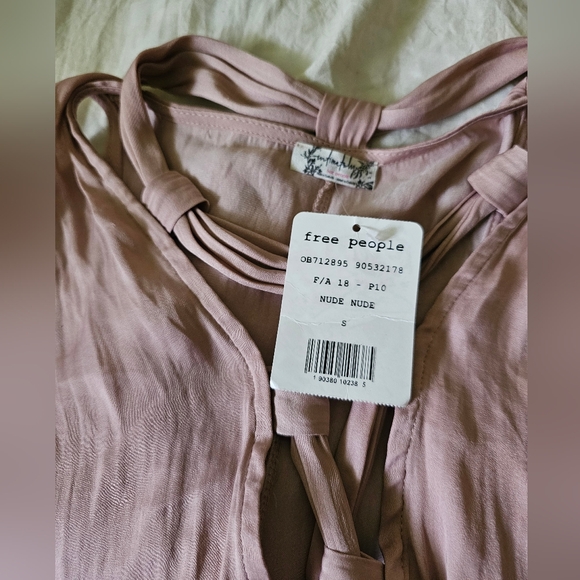 free people
OB712895 90532178
F/A 18 - P10
NUDE NUDE
S
1 90380 10238 5